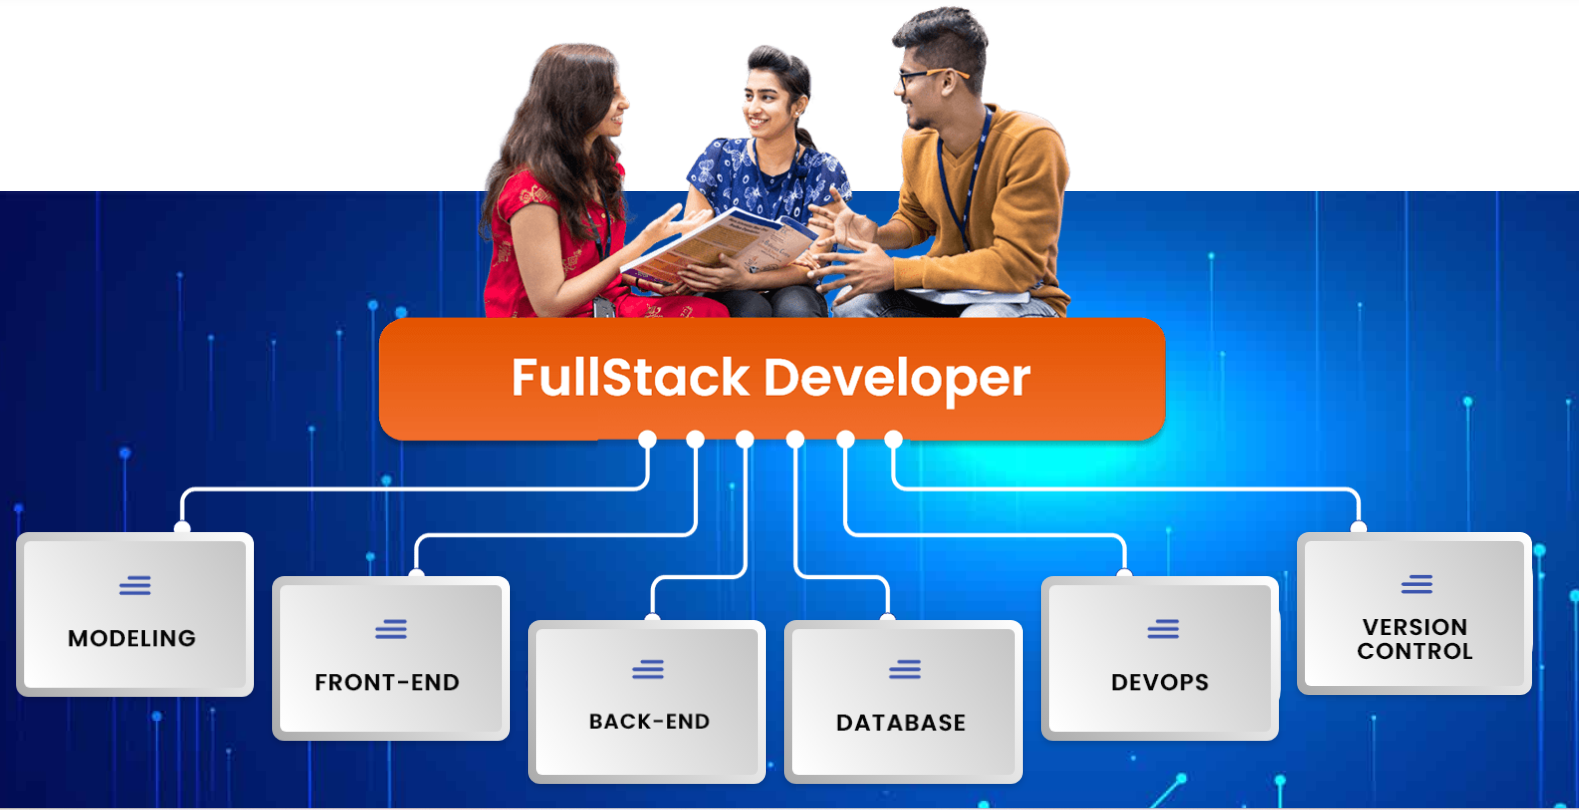 FullStack Developer
MODELING
FRONT-END
BACK-END
DATABASE
DEVOPS
VERSION
CONTROL